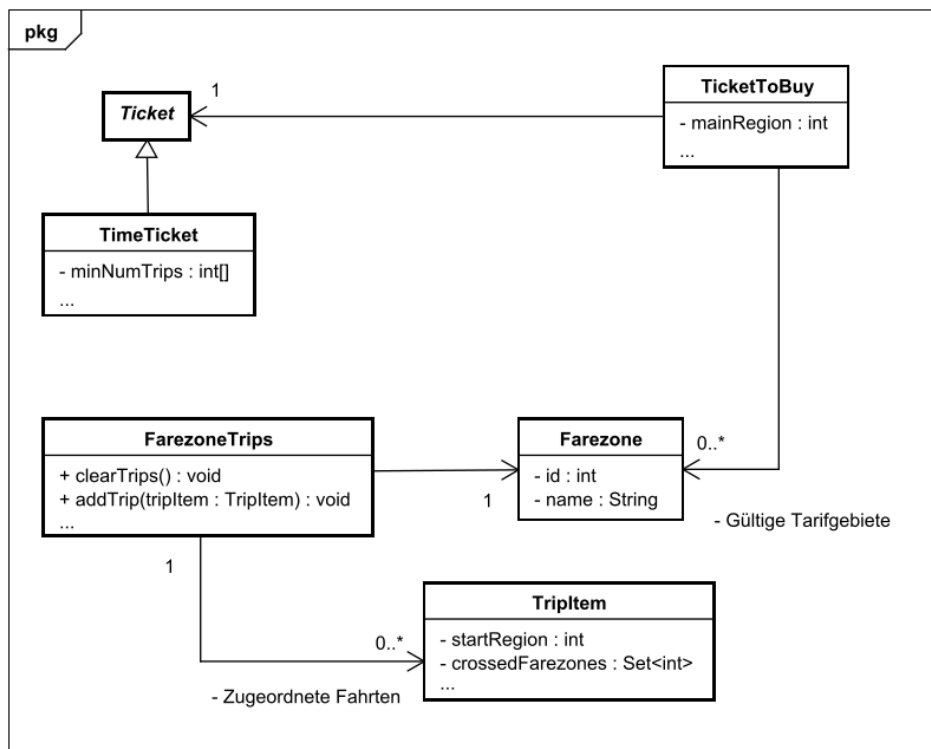 pkg
Ticket
1
TicketToBuy
- mainRegion : int
...
TimeTicket
- minNumTrips : int[]
...
FarezoneTrips
+ clearTrips() : void
+ addTrip(tripItem : TripItem) : void
...
1
Farezone
- id : int
- name : String
0..*
- Gültige Tarifgebiete
1
0..*
- Zugeordnete Fahrten
TripItem
- startRegion : int
- crossedFarezones : Set<int>
...